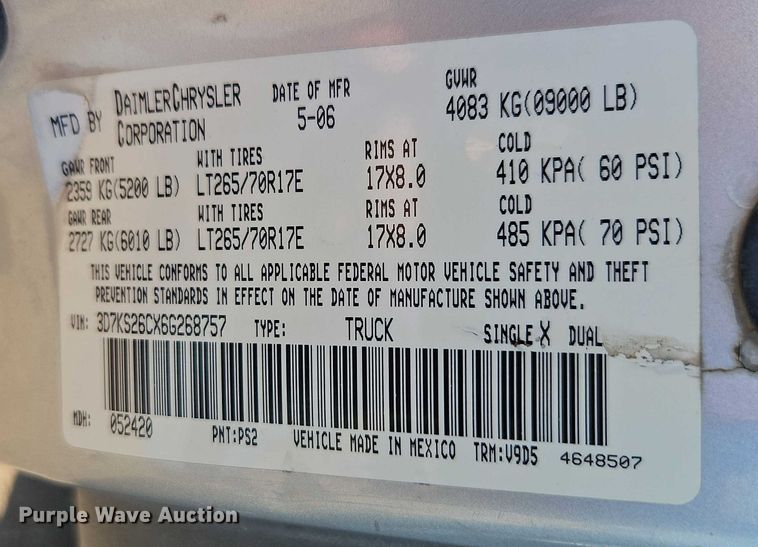 MFD BY DAIMLERCHRYSLER CORPORATION
DATE OF MFR 5-06
GVWR 4083 KG(09000 LB)
GAWR FRONT WITH TIRES RIMS AT COLD
2359 KG(5200 LB) LT265/70R17E 17X8.0 410 KPA( 60 PSI)
GAWR REAR WITH TIRES RIMS AT COLD
2727 KG(6010 LB) LT265/70R17E 17X8.0 485 KPA( 70 PSI)
THIS VEHICLE CONFORMS TO ALL APPLICABLE FEDERAL MOTOR VEHICLE SAFETY AND THEFT
PREVENTION STANDARDS IN EFFECT ON THE DATE OF MANUFACTURE SHOWN ABOVE.
VIN: 3D7KS26CX6G268757 TYPE: TRUCK SINGLE X DUAL
MDH: 052420
PNT:PS2 VEHICLE MADE IN MEXICO TRM:V9D5 4648507
Purple Wave Auction